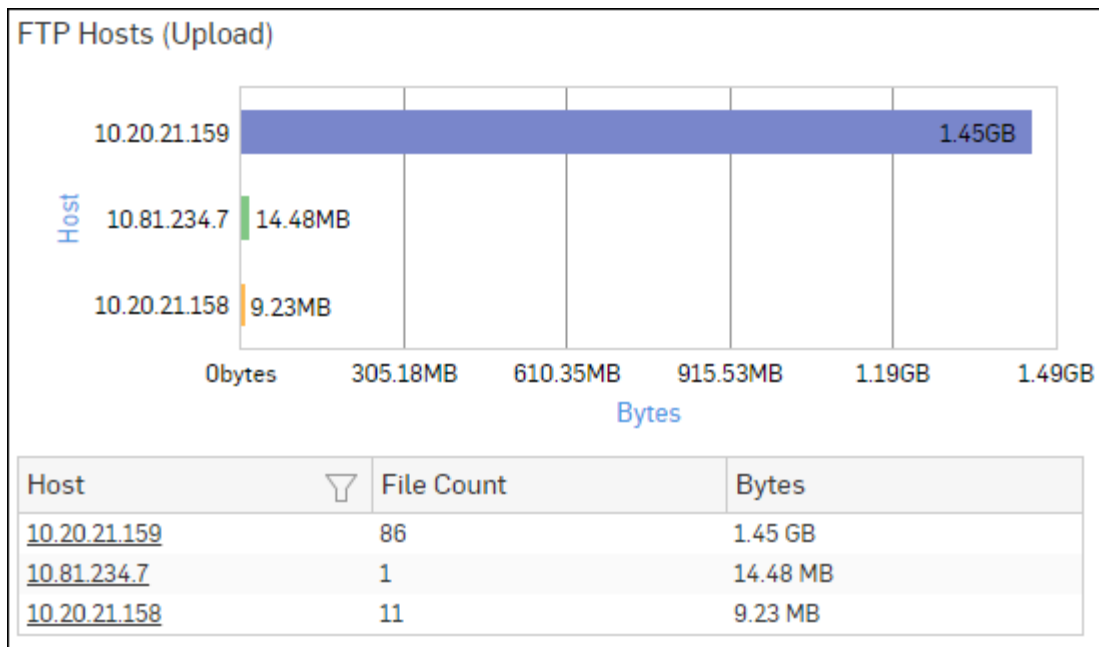 FTP Hosts (Upload)
10.20.21.159 1.45GB
Host
10.81.234.7 14.48MB
10.20.21.158 9.23MB
0bytes 305.18MB 610.35MB 915.53MB 1.19GB 1.49GB
Bytes
Host File Count Bytes
10.20.21.159 86 1.45 GB
10.81.234.7 1 14.48 MB
10.20.21.158 11 9.23 MB